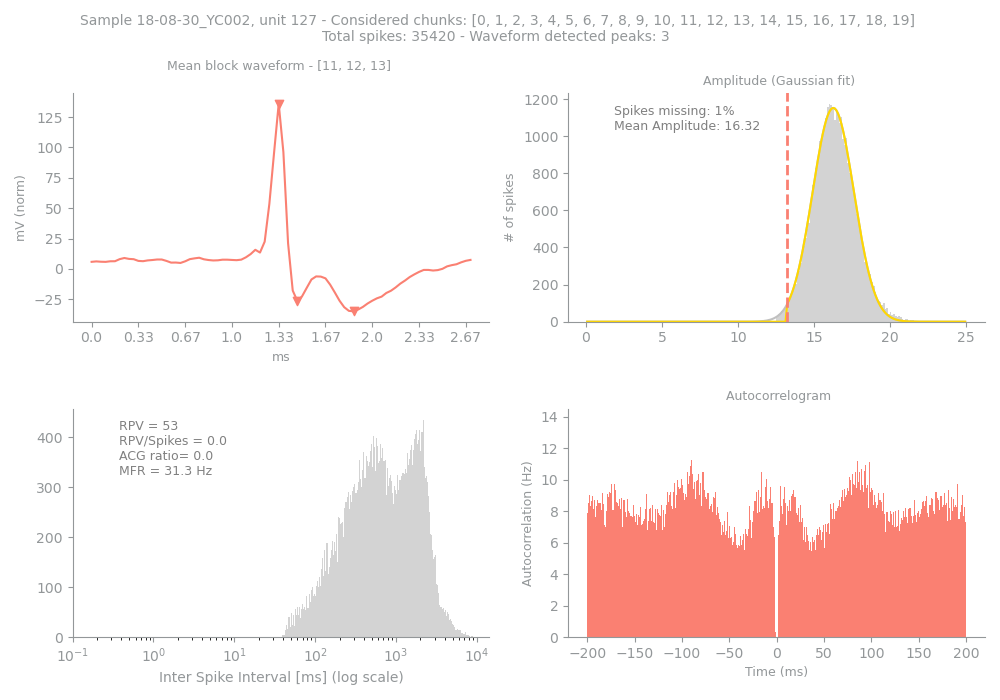 Sample 18-08-30_YC002, unit 127 - Considered chunks: [0, 1, 2, 3, 4, 5, 6, 7, 8, 9, 10, 11, 12, 13, 14, 15, 16, 17, 18, 19]
Total spikes: 35420 - Waveform detected peaks: 3
Mean block waveform - [11, 12, 13]
mV (norm)
125
100
75
50
25
0
−25
0.0 0.33 0.67 1.0 1.33 1.67 2.0 2.33 2.67
ms
Amplitude (Gaussian fit)
Spikes missing: 1%
Mean Amplitude: 16.32
# of spikes
1200
1000
800
600
400
200
0
0 5 10 15 20 25
RPV = 53
RPV/Spikes = 0.0
ACG ratio= 0.0
MFR = 31.3 Hz
400
300
200
100
0
10⁻¹ 10⁰ 10¹ 10² 10³ 10⁴
Inter Spike Interval [ms] (log scale)
Autocorrelogram
Autocorrelation (Hz)
14
12
10
8
6
4
2
0
−200 −150 −100 −50 0 50 100 150 200
Time (ms)